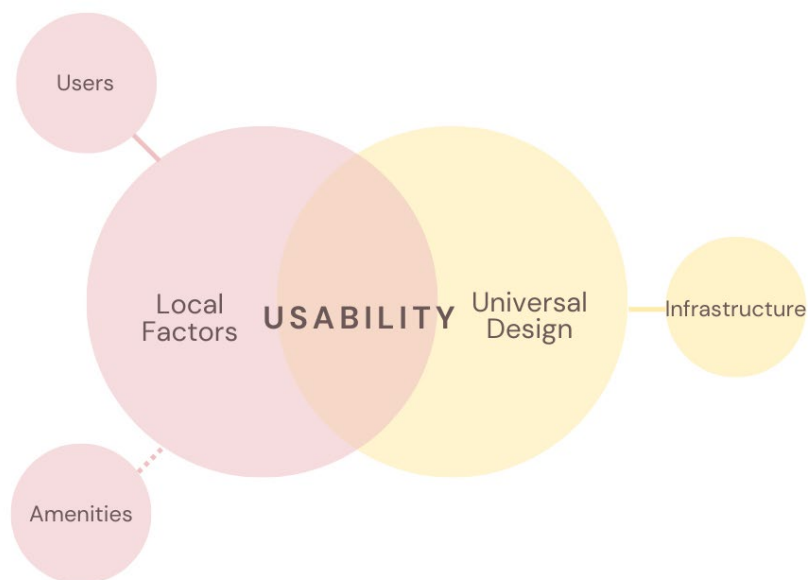 Users
Local
Factors
USABILITY
Universal
Design
Infrastructure
Amenities